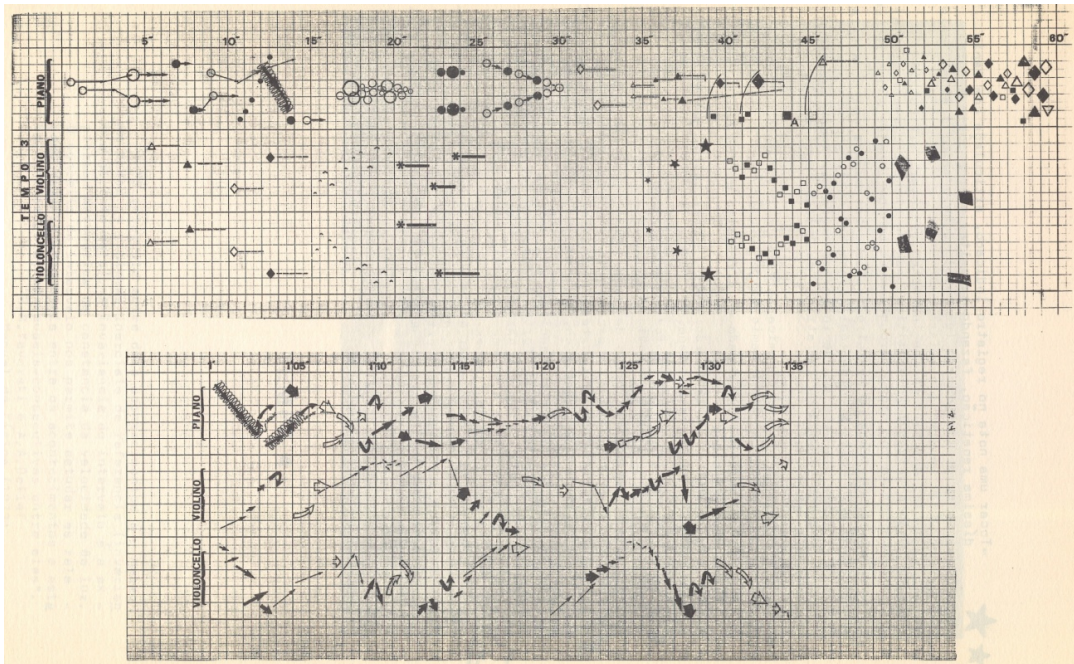 5" 10" 15" 20" 25" 30" 35" 40" 45" 50" 55" 60"
TEMPO 3
PIANO
VIOLINO
VIOLONCELLO
A
1' 1'05" 1'10" 1'15" 1'20" 1'25" 1'30" 1'35"
PIANO
VIOLINO
VIOLONCELLO